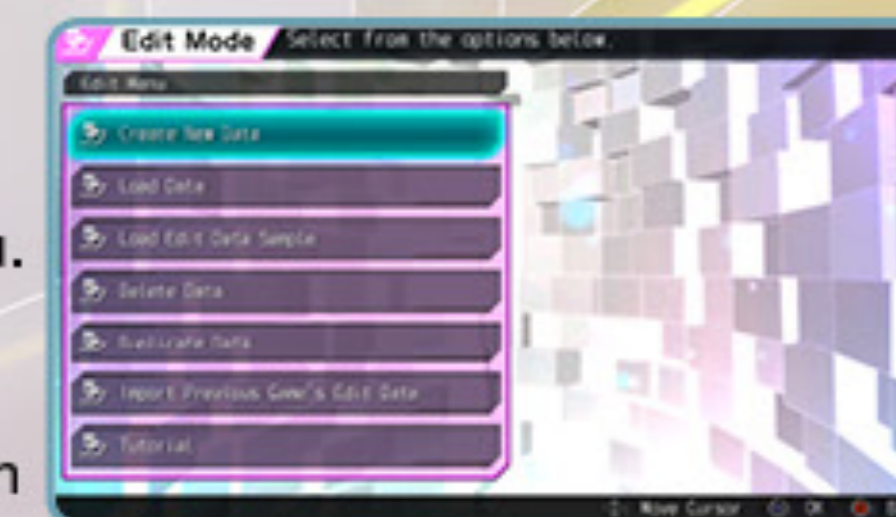 Edit Mode
Select from the options below.
Edit Menu
Create New Data
Load Data
u.
Load Edit Data Sample
Delete Data
Duplicate Data
Import Previous Game's Edit Data
Tutorial
n
Move Cursor OK